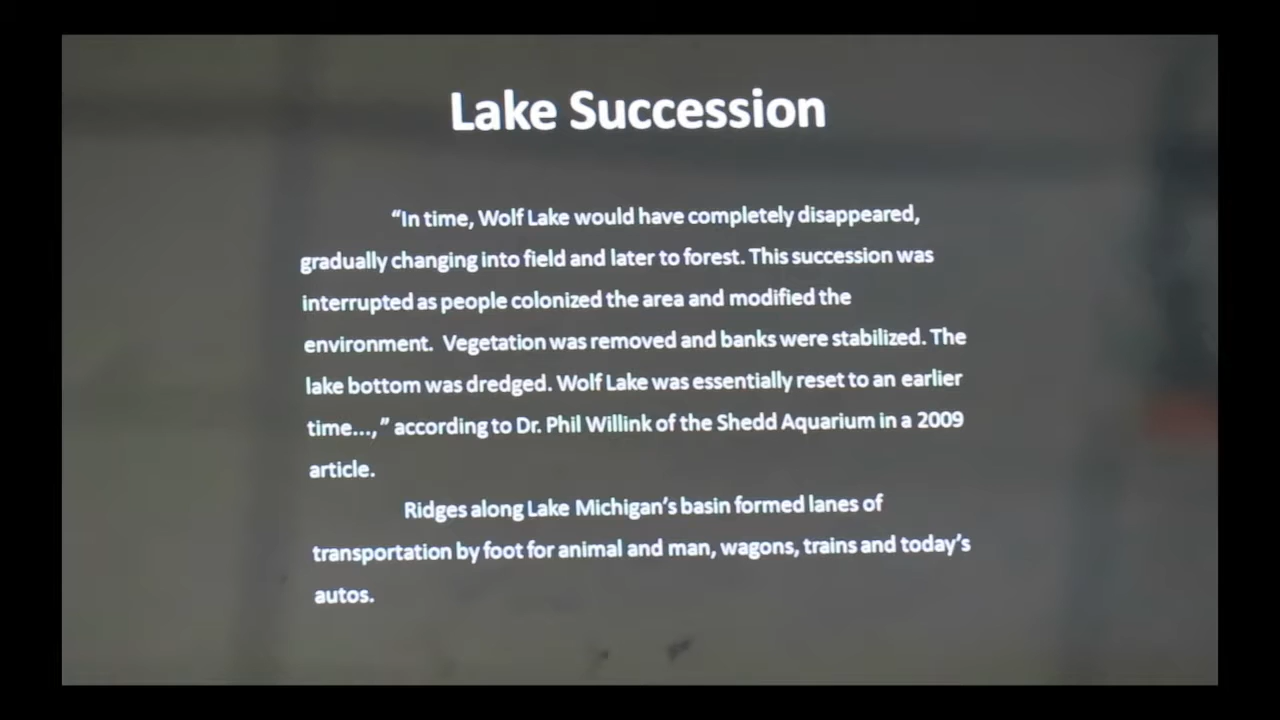 Lake Succession
“In time, Wolf Lake would have completely disappeared,
gradually changing into field and later to forest. This succession was
interrupted as people colonized the area and modified the
environment.  Vegetation was removed and banks were stabilized. The
lake bottom was dredged. Wolf Lake was essentially reset to an earlier
time...,” according to Dr. Phil Willink of the Shedd Aquarium in a 2009
article.
Ridges along Lake Michigan’s basin formed lanes of
transportation by foot for animal and man, wagons, trains and today’s
autos.